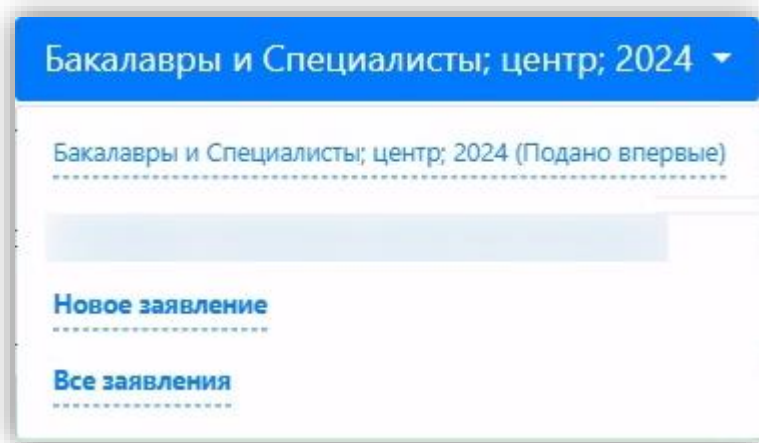 Бакалавры и Специалисты; центр; 2024
Бакалавры и Специалисты; центр; 2024 (Подано впервые)
Новое заявление
Все заявления